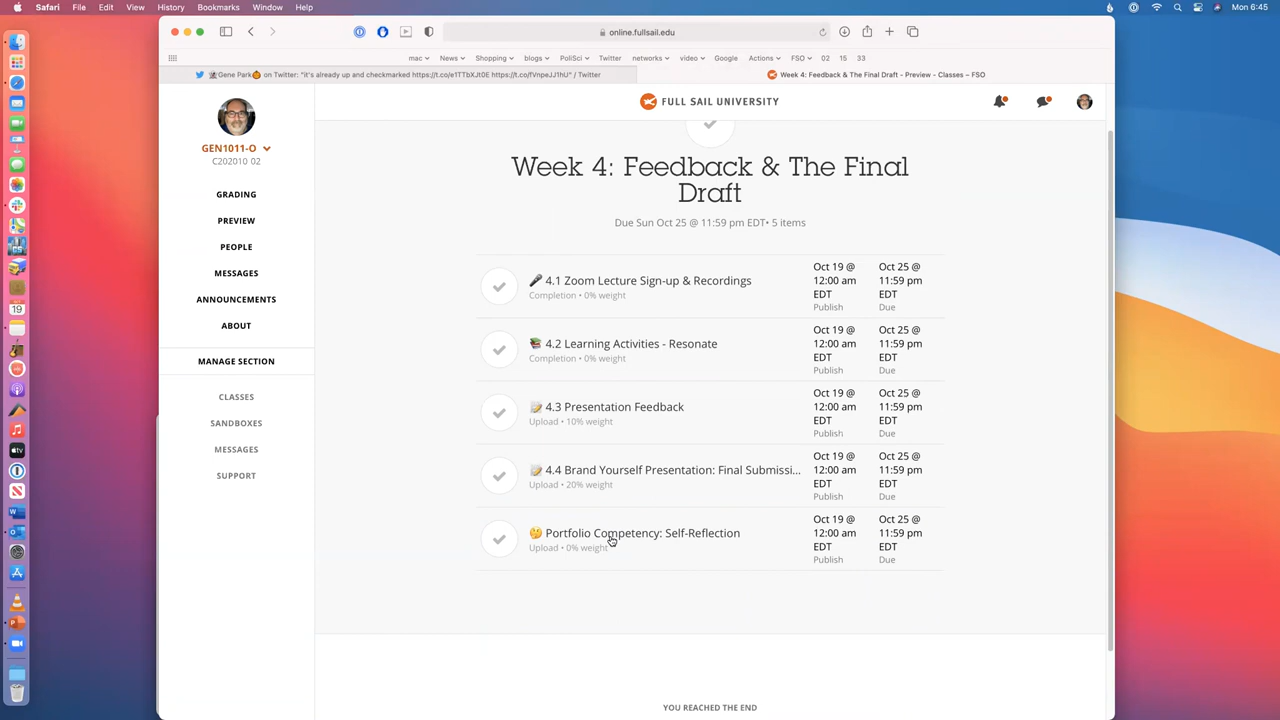 Safari File Edit View History Bookmarks Window Help Mon 6:45
online.fullsail.edu
mac News Shopping blogs PoliSci Twitter networks video Google Actions FSO 02 15 33
Gene Park🎃 on Twitter: "it's already up and checkmarked https://t.co/e1TTbXJt0E https://t.co/fVnpeJJ1hU" / Twitter
Week 4: Feedback & The Final Draft - Preview - Classes ~ FSO
GEN1011-O
C202010 02
GRADING
PREVIEW
PEOPLE
MESSAGES
ANNOUNCEMENTS
ABOUT
MANAGE SECTION
CLASSES
SANDBOXES
MESSAGES
SUPPORT
FULL SAIL UNIVERSITY
Week 4: Feedback & The Final
Draft
Due Sun Oct 25 @ 11:59 pm EDT• 5 items
🎤 4.1 Zoom Lecture Sign-up & Recordings
Completion • 0% weight
Oct 19 @
12:00 am
EDT
Publish
Oct 25 @
11:59 pm
EDT
Due
📚 4.2 Learning Activities - Resonate
Completion • 0% weight
Oct 19 @
12:00 am
EDT
Publish
Oct 25 @
11:59 pm
EDT
Due
📝 4.3 Presentation Feedback
Upload • 10% weight
Oct 19 @
12:00 am
EDT
Publish
Oct 25 @
11:59 pm
EDT
Due
📝 4.4 Brand Yourself Presentation: Final Submissi...
Upload • 20% weight
Oct 19 @
12:00 am
EDT
Publish
Oct 25 @
11:59 pm
EDT
Due
🤔 Portfolio Competency: Self-Reflection
Upload • 0% weight
Oct 19 @
12:00 am
EDT
Publish
Oct 25 @
11:59 pm
EDT
Due
YOU REACHED THE END